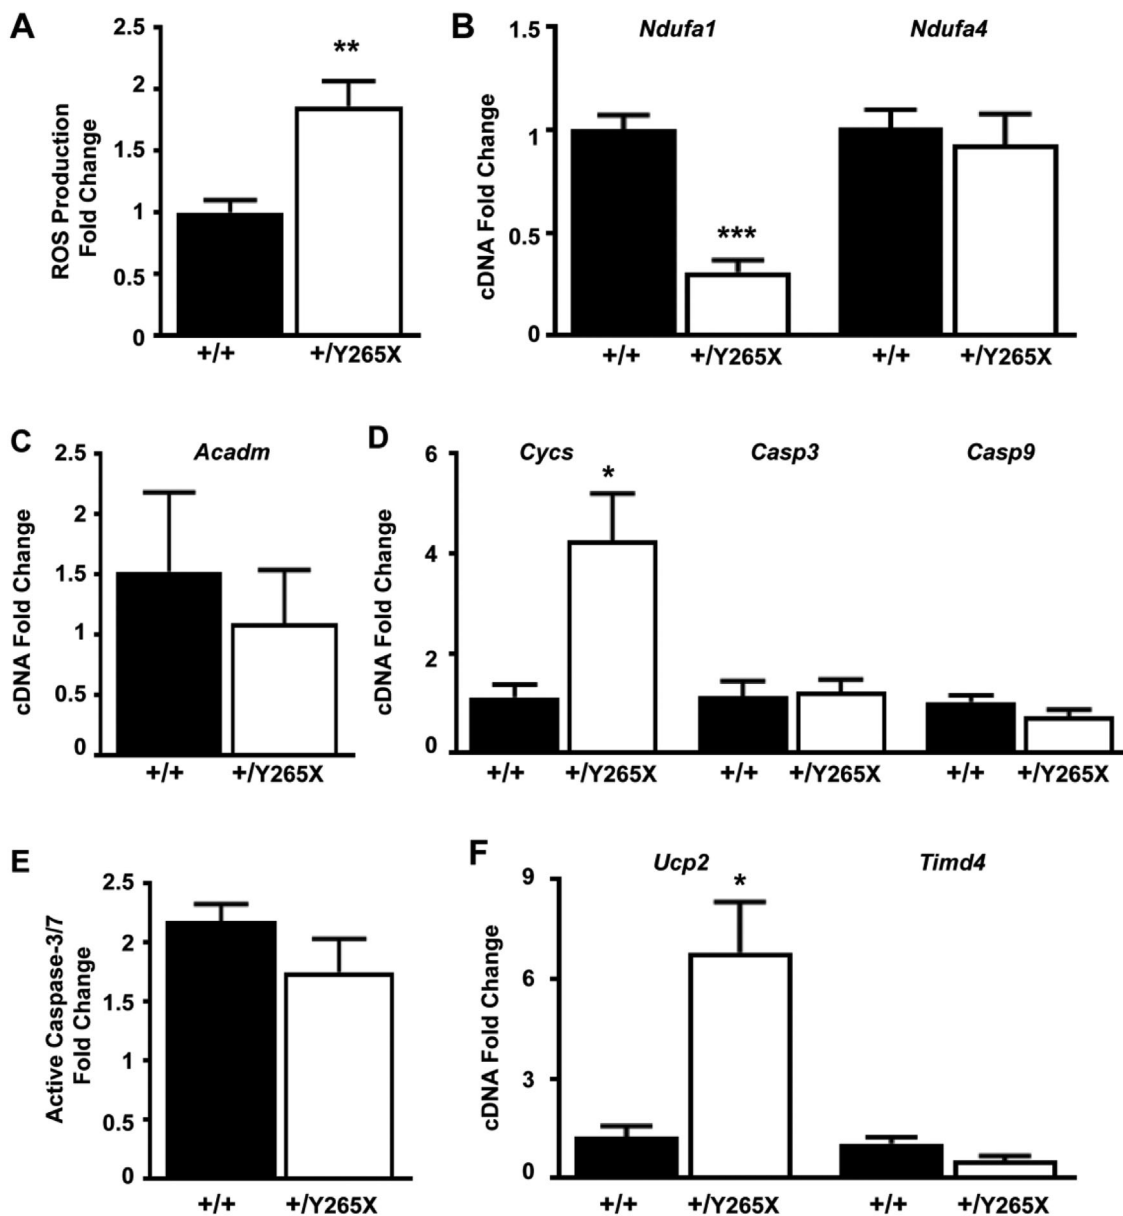 A
ROS Production
Fold Change
2.5
2
1.5
1
0.5
0
**
+/+
+/Y265X
B
cDNA Fold Change
1.5
1
0.5
0
Ndufa1
Ndufa4
***
+/+
+/Y265X
+/+
+/Y265X
C
cDNA Fold Change
2.5
2
1.5
1
0.5
0
Acadm
+/+
+/Y265X
D
cDNA Fold Change
6
4
2
0
Cycs
Casp3
Casp9
*
+/+
+/Y265X
+/+
+/Y265X
+/+
+/Y265X
E
Active Caspase-3/7
Fold Change
2.5
2
1.5
1
0.5
0
+/+
+/Y265X
F
cDNA Fold Change
9
6
3
0
Ucp2
Timd4
*
+/+
+/Y265X
+/+
+/Y265X